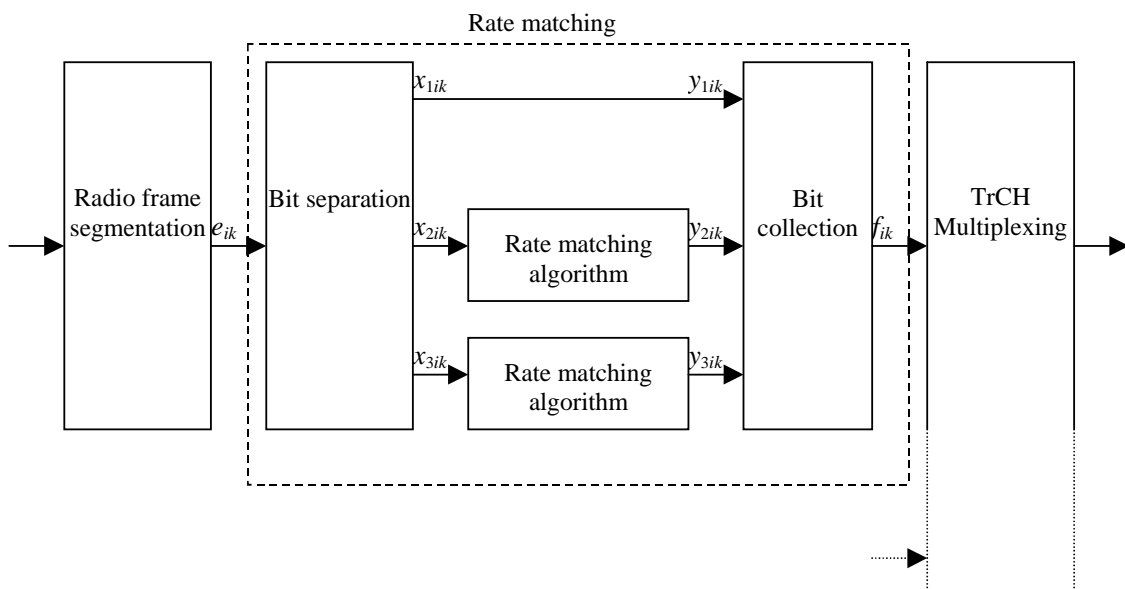 Rate matching
Radio frame
segmentation
e_ik
Bit separation
x_1ik
y_1ik
x_2ik
Rate matching
algorithm
y_2ik
x_3ik
Rate matching
algorithm
y_3ik
Bit
collection
f_ik
TrCH
Multiplexing